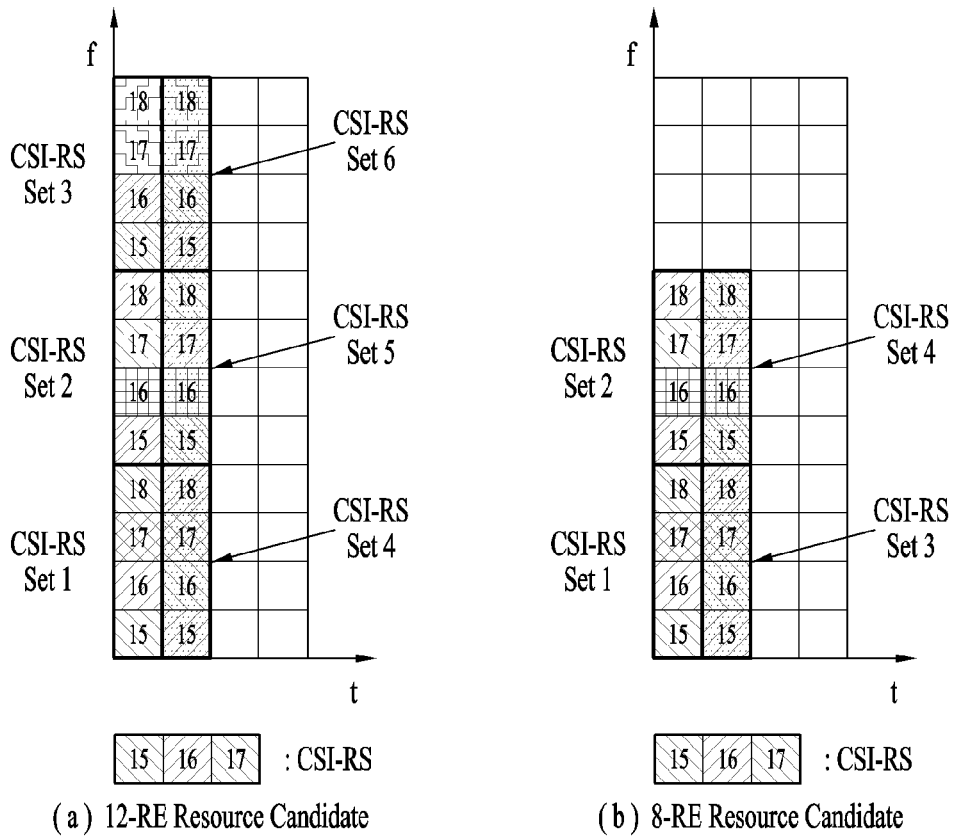 f
18 18
17 17
16 16
15 15
18 18
17 17
16 16
15 15
18 18
17 17
16 16
15 15
CSI-RS
Set 3
CSI-RS
Set 2
CSI-RS
Set 1
CSI-RS
Set 6
CSI-RS
Set 5
CSI-RS
Set 4
t
15 16 17 : CSI-RS
( a ) 12-RE Resource Candidate
f
18 18
17 17
16 16
15 15
18 18
17 17
16 16
15 15
CSI-RS
Set 2
CSI-RS
Set 1
CSI-RS
Set 4
CSI-RS
Set 3
t
15 16 17 : CSI-RS
( b ) 8-RE Resource Candidate